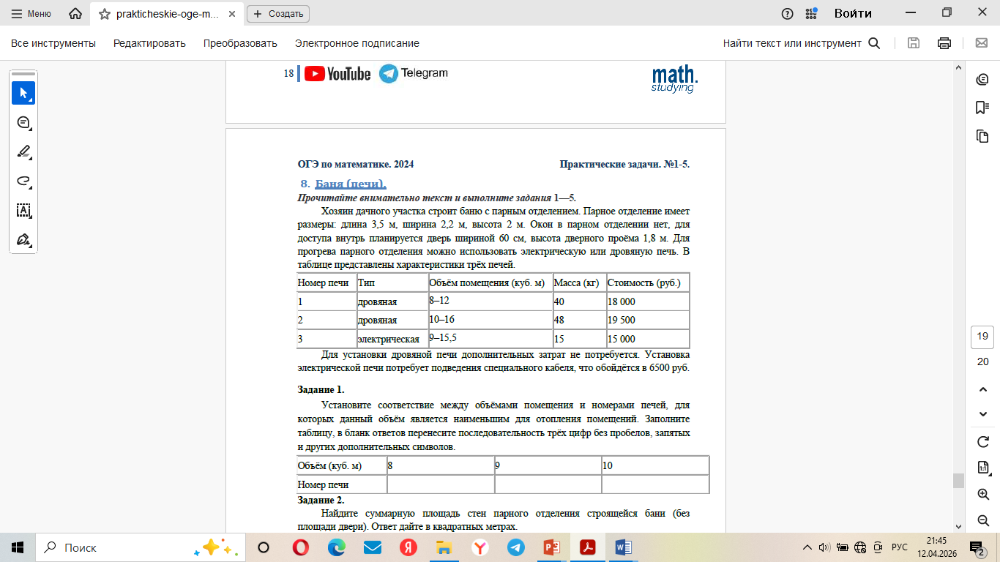 Меню
prakticheskie-oge-m...
Создать
Войти
Все инструменты
Редактировать
Преобразовать
Электронное подписание
Найти текст или инструмент
18
YouTube
Telegram
math.
studying
ОГЭ по математике. 2024 Практические задачи. №1-5.
8. Баня (печи).
Прочитайте внимательно текст и выполните задания 1—5.
Хозяин дачного участка строит баню с парным отделением. Парное отделение имеет
размеры: длина 3,5 м, ширина 2,2 м, высота 2 м. Окон в парном отделении нет, для
доступа внутрь планируется дверь шириной 60 см, высота дверного проёма 1,8 м. Для
прогрева парного отделения можно использовать электрическую или дровяную печь. В
таблице представлены характеристики трёх печей.
Номер печи Тип Объём помещения (куб. м) Масса (кг) Стоимость (руб.)
1 дровяная 8–12 40 18 000
2 дровяная 10–16 48 19 500
3 электрическая 9–15,5 15 15 000
Для установки дровяной печи дополнительных затрат не потребуется. Установка
электрической печи потребует подведения специального кабеля, что обойдётся в 6500 руб.
Задание 1.
Установите соответствие между объёмами помещения и номерами печей, для
которых данный объём является наименьшим для отопления помещений. Заполните
таблицу, в бланк ответов перенесите последовательность трёх цифр без пробелов, запятых
и других дополнительных символов.
Объём (куб. м) 8 9 10
Номер печи
Задание 2.
Найдите суммарную площадь стен парного отделения строящейся бани (без
площади двери). Ответ дайте в квадратных метрах.
19
20
1:1
Поиск
РУС
21:45
12.04.2026
2